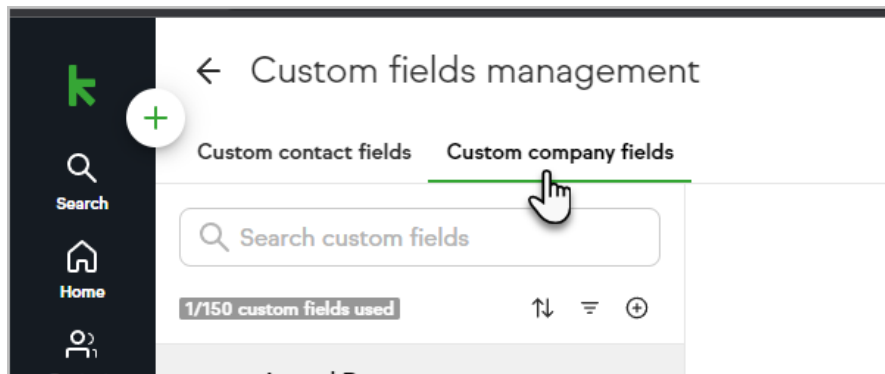 Custom fields management
Custom contact fields Custom company fields
Search
Search custom fields
Home
1/150 custom fields used